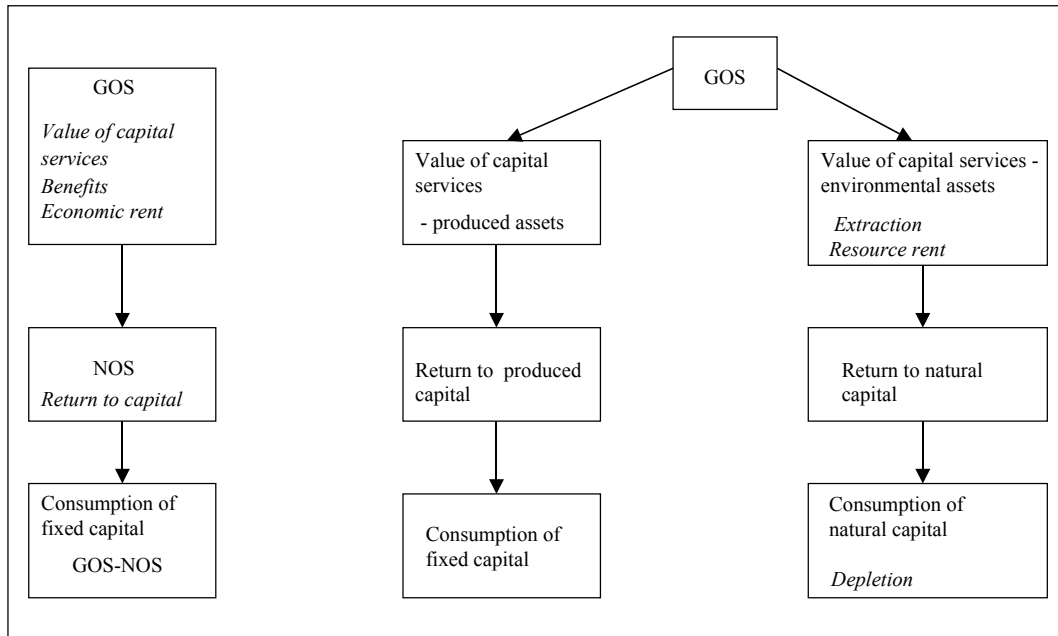 GOS
Value of capital
services
Benefits
Economic rent
NOS
Return to capital
Consumption of
fixed capital
GOS-NOS
GOS
Value of capital
services
- produced assets
Return to produced
capital
Consumption of
fixed capital
Value of capital services -
environmental assets
Extraction
Resource rent
Return to natural
capital
Consumption of
natural capital
Depletion